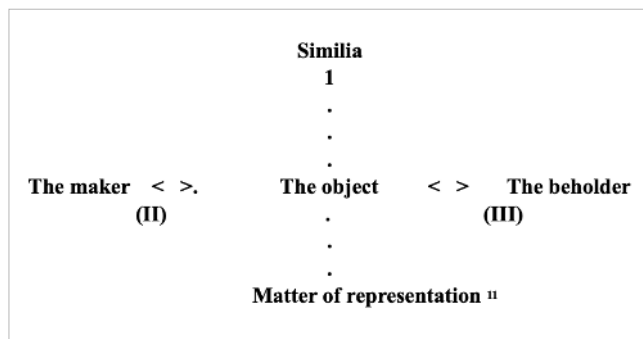 Similia
1
.
.
.
The maker < >. The object < > The beholder
(II) . (III)
.
.
Matter of representation ¹¹